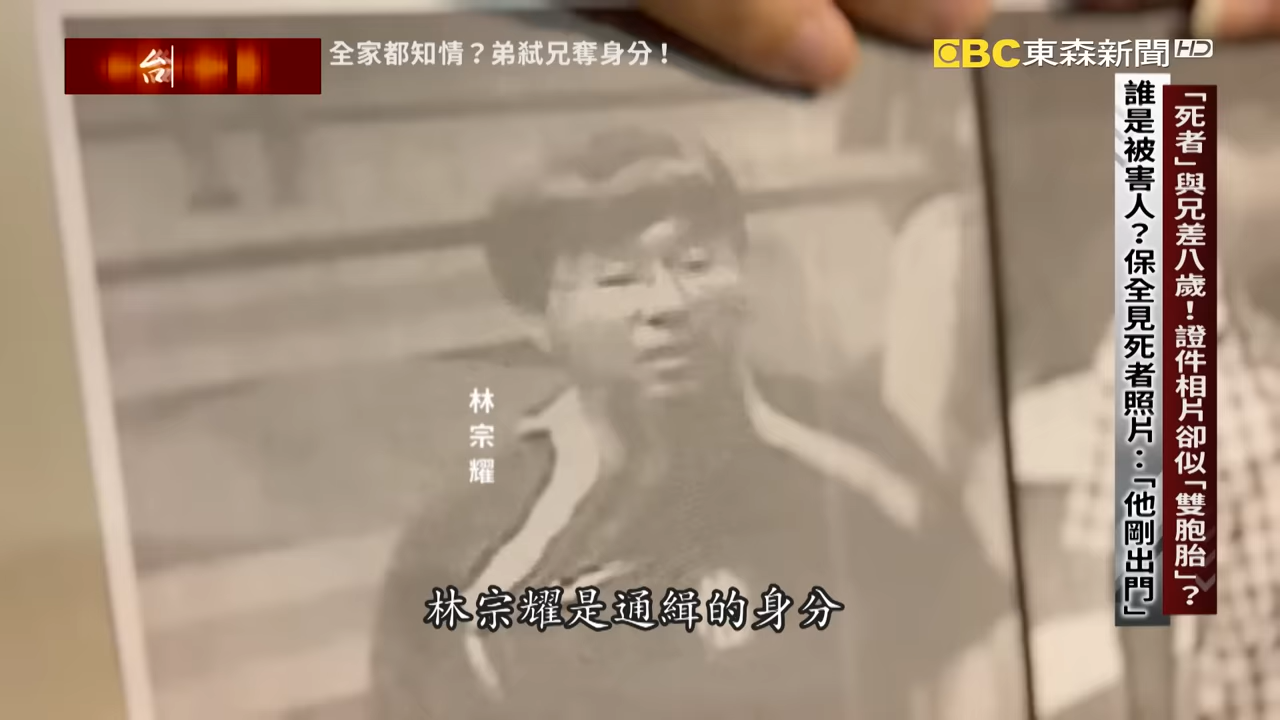 台
全家都知情？弟弒兄奪身分！
EBC東森新聞HD
「死者」與兄差八歲！證件相片卻似「雙胞胎」？
誰是被害人？保全見死者照片：「他剛出門」
林宗耀
林宗耀是通緝的身分